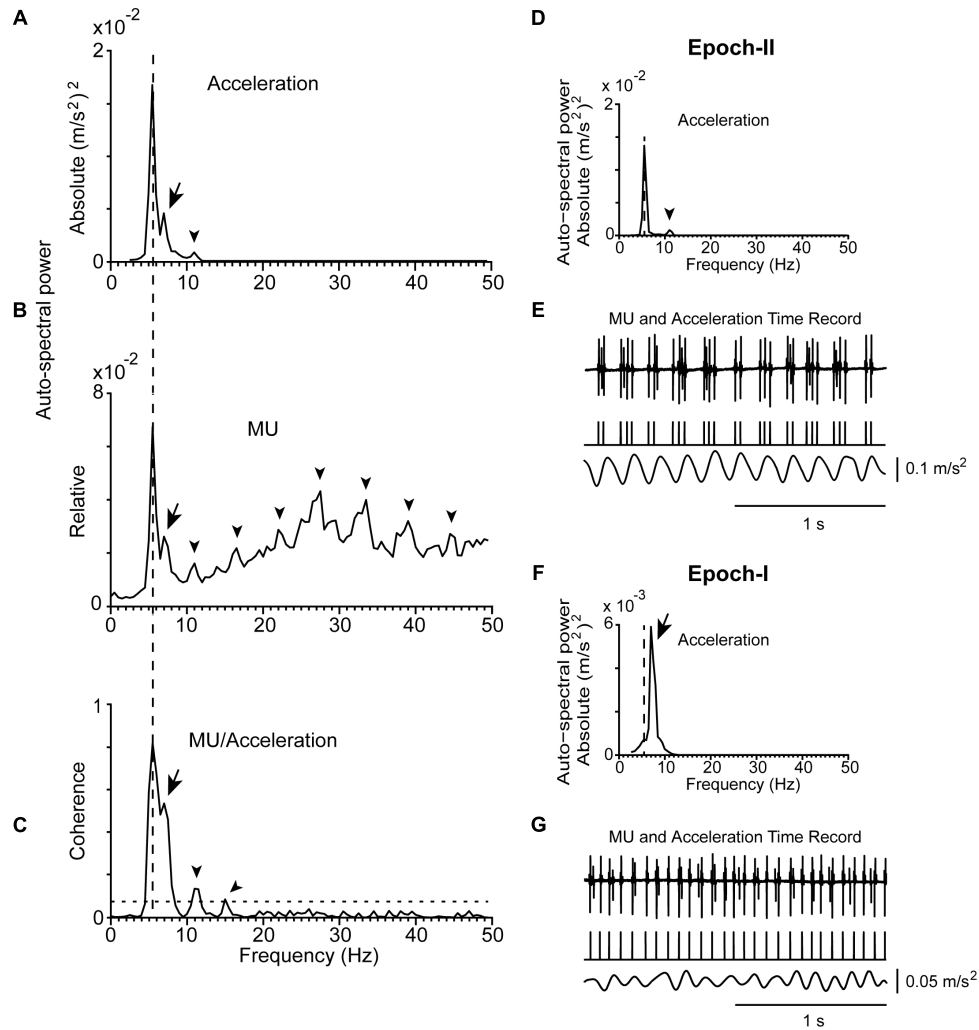 A
x10-2
2
Acceleration
Absolute (m/s2) 2
0
0 10 20 30 40 50
Auto-spectral power
B
x10-2
8
MU
Relative
0
0 10 20 30 40 50
C
1
MU/Acceleration
Coherence
0
0 10 20 30 40 50
Frequency (Hz)
D
Epoch-II
x 10-2
2
Acceleration
Auto-spectral power
Absolute (m/s2)2
0
0 10 20 30 40 50
Frequency (Hz)
E
MU and Acceleration Time Record
0.1 m/s2
1 s
F
Epoch-I
x 10-3
6
Acceleration
Auto-spectral power
Absolute (m/s2)2
0
0 10 20 30 40 50
Frequency (Hz)
G
MU and Acceleration Time Record
0.05 m/s2
1 s